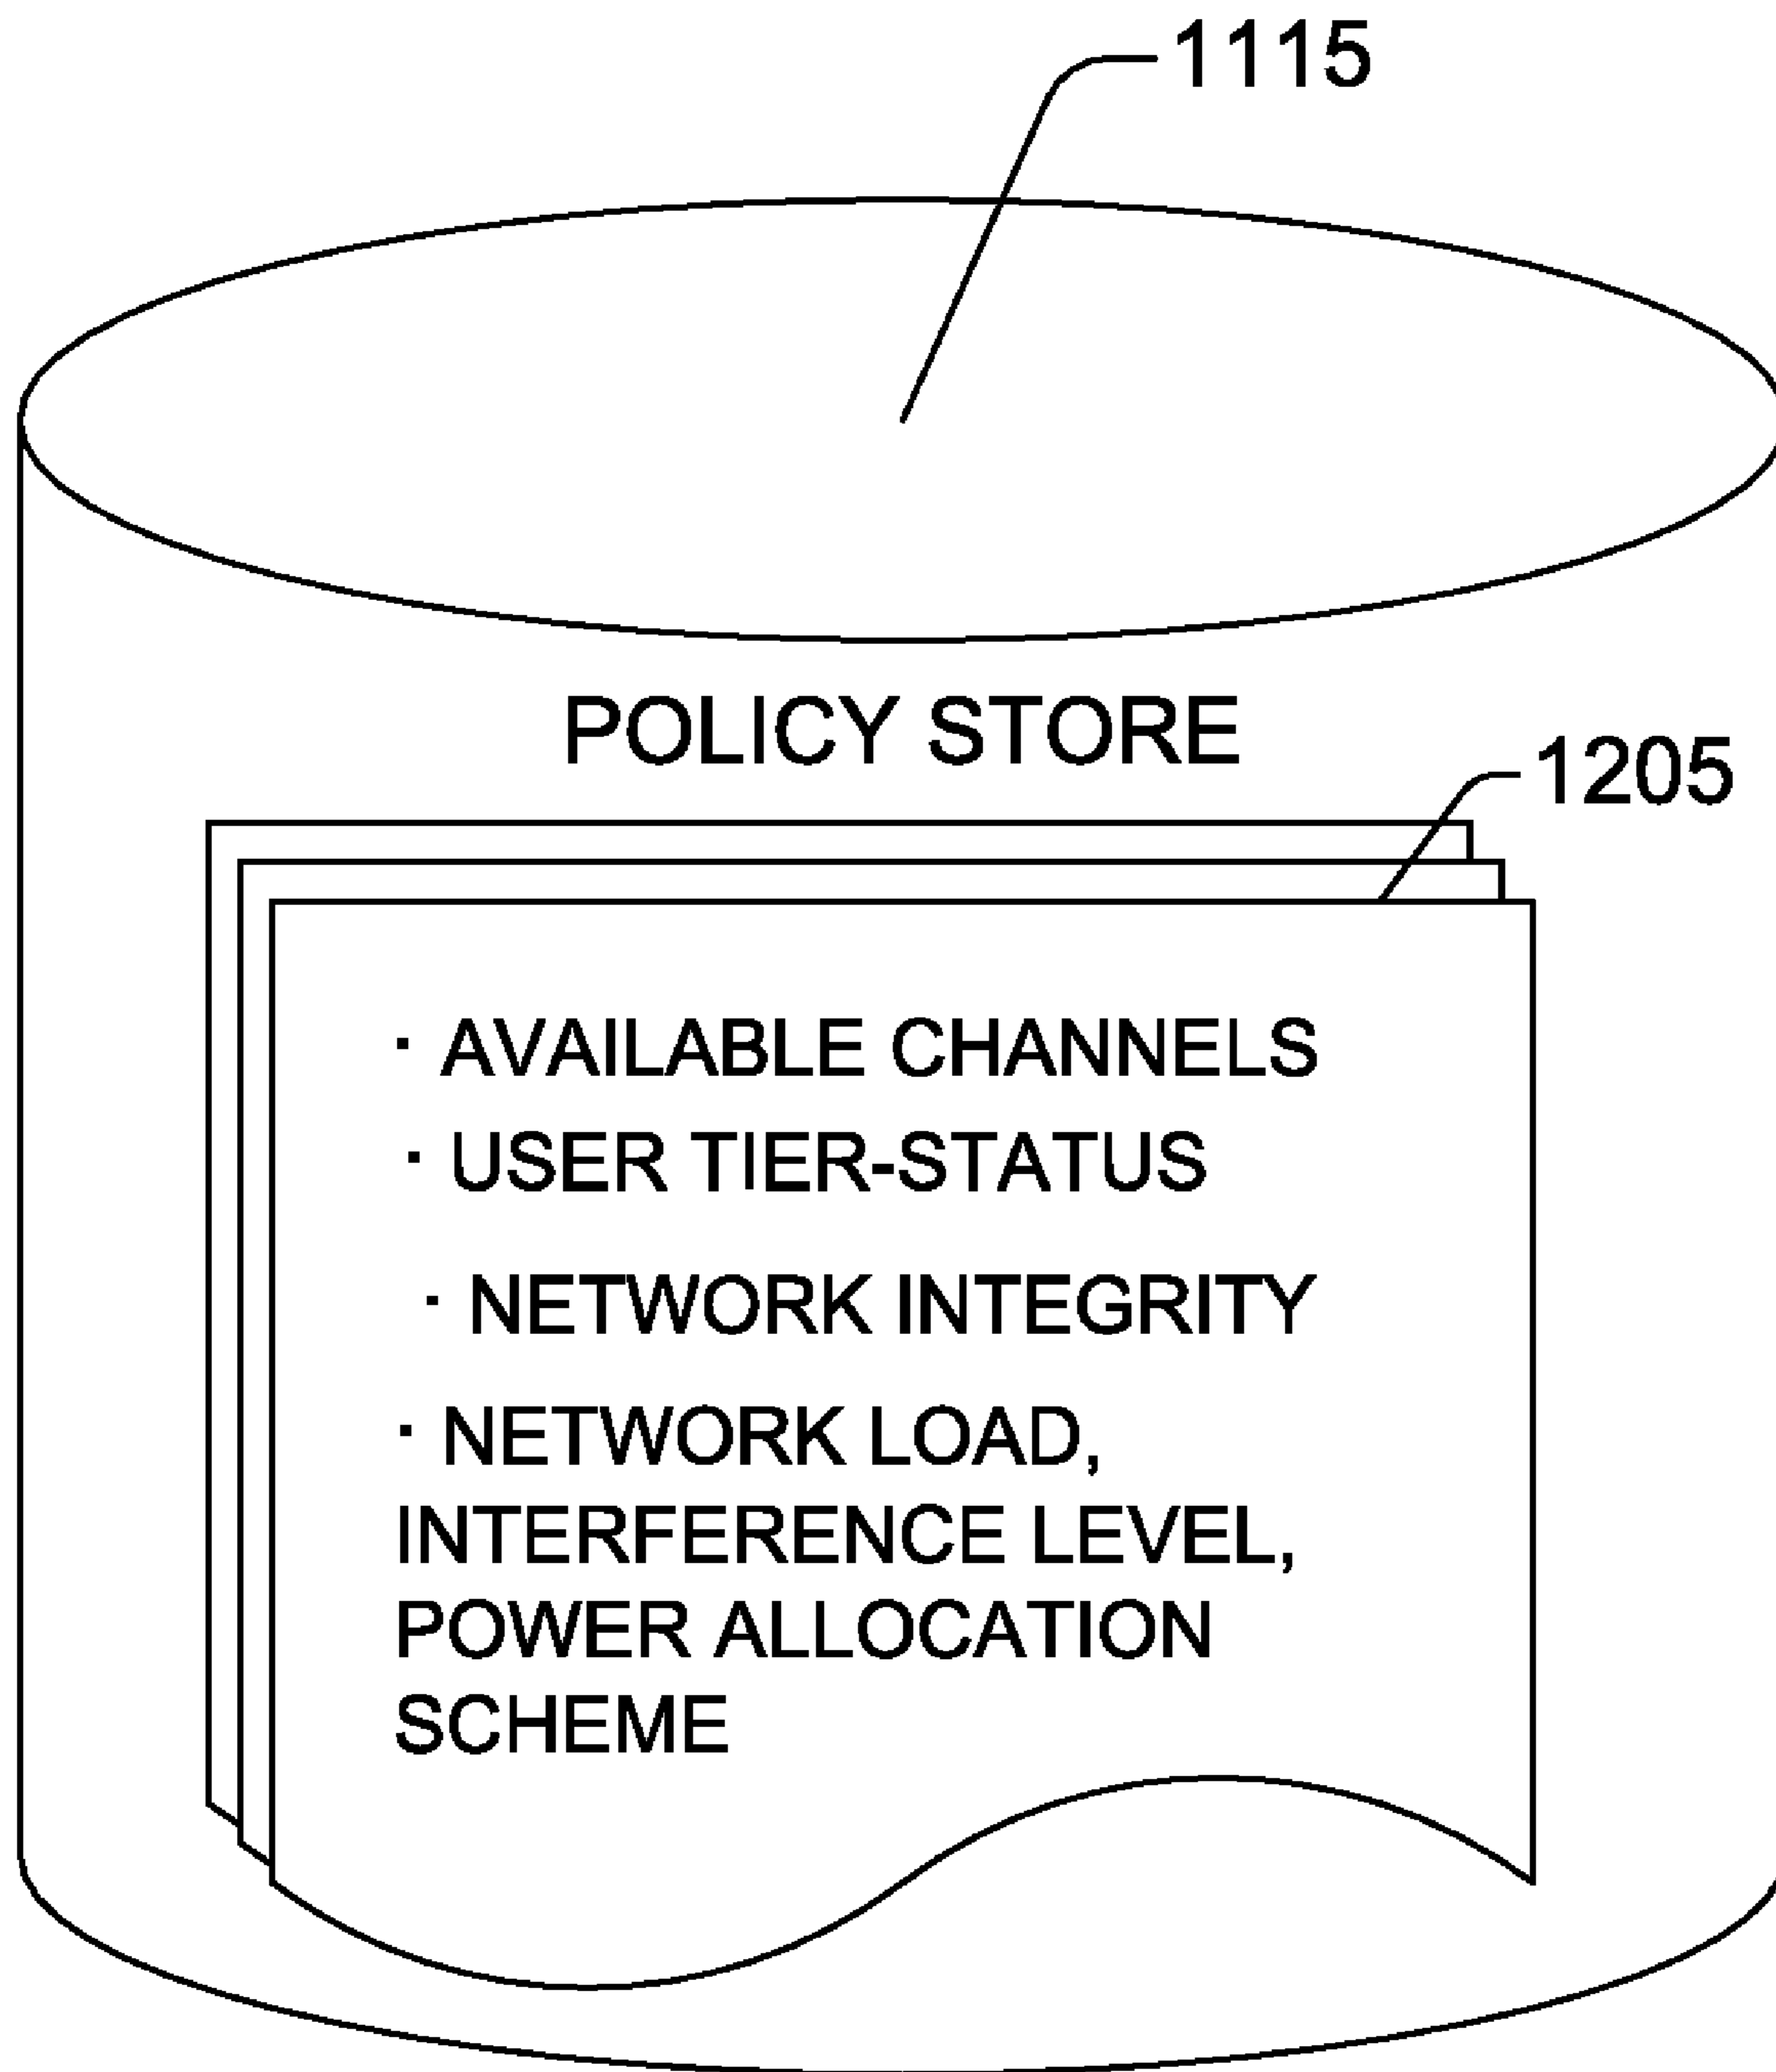 1115
POLICY STORE
1205
· AVAILABLE CHANNELS
· USER TIER-STATUS
· NETWORK INTEGRITY
· NETWORK LOAD,
INTERFERENCE LEVEL,
POWER ALLOCATION
SCHEME